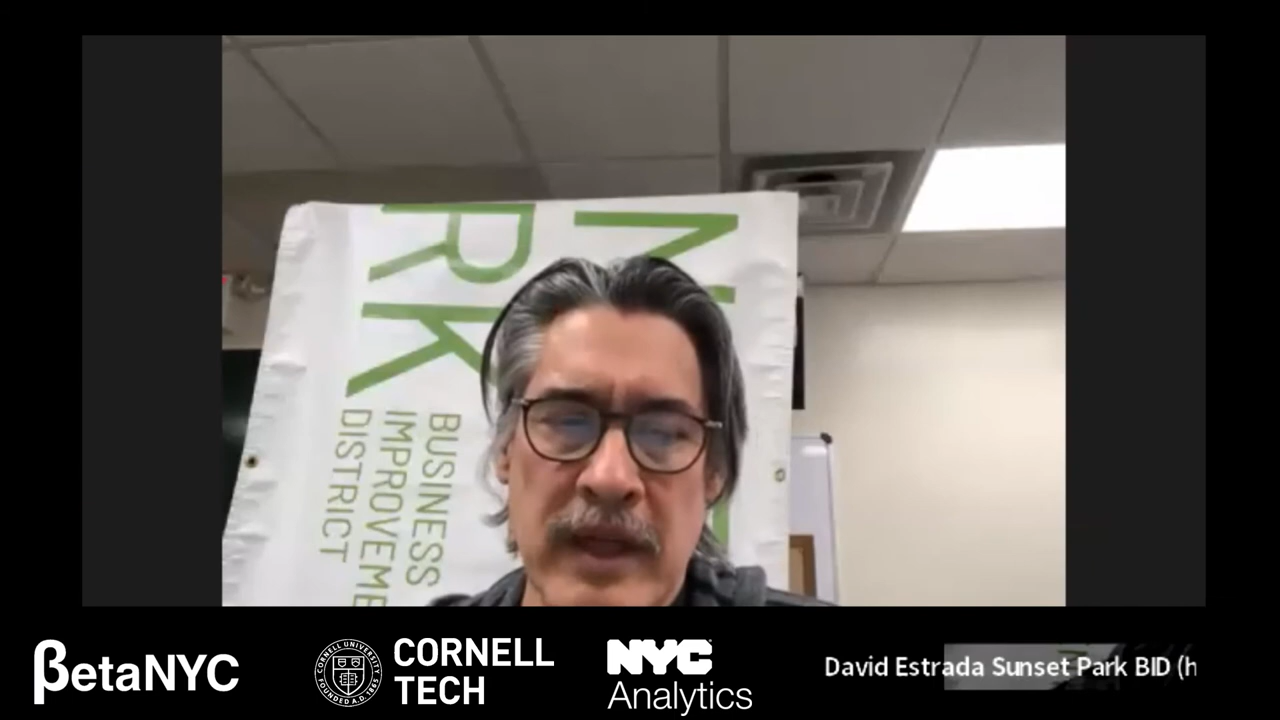 N
RK
BUSINESS
IMPROVEME
DISTRICT
βetaNYC
CORNELL
TECH
NYC
Analytics
David Estrada Sunset Park BID (h